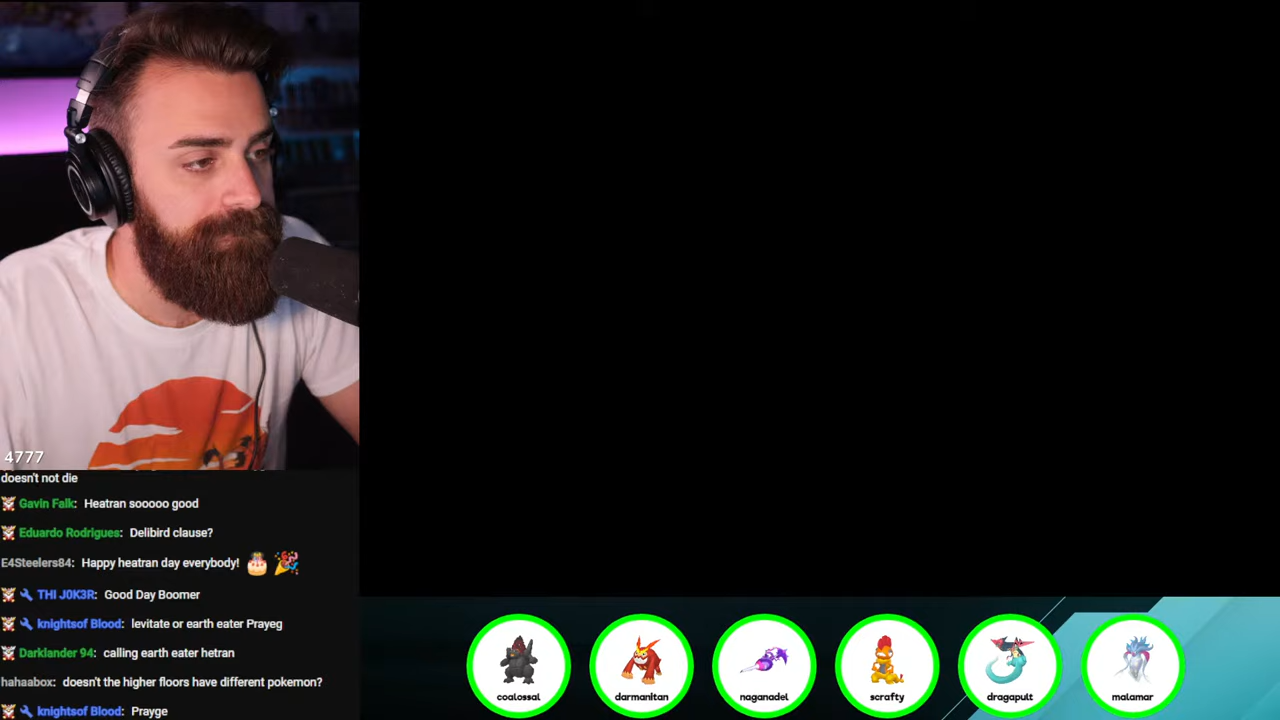 4777
doesn't not die
Gavin Falk: Heatran sooooo good
Eduardo Rodrigues: Delibird clause?
E4Steelers84: Happy heatran day everybody!
THI J0K3R: Good Day Boomer
knightsof Blood: levitate or earth eater Prayeg
Darklander 94: calling earth eater hetran
hahaabox: doesn't the higher floors have different pokemon?
knightsof Blood: Prayge
coalossal
darmanitan
naganadel
scrafty
dragapult
malamar